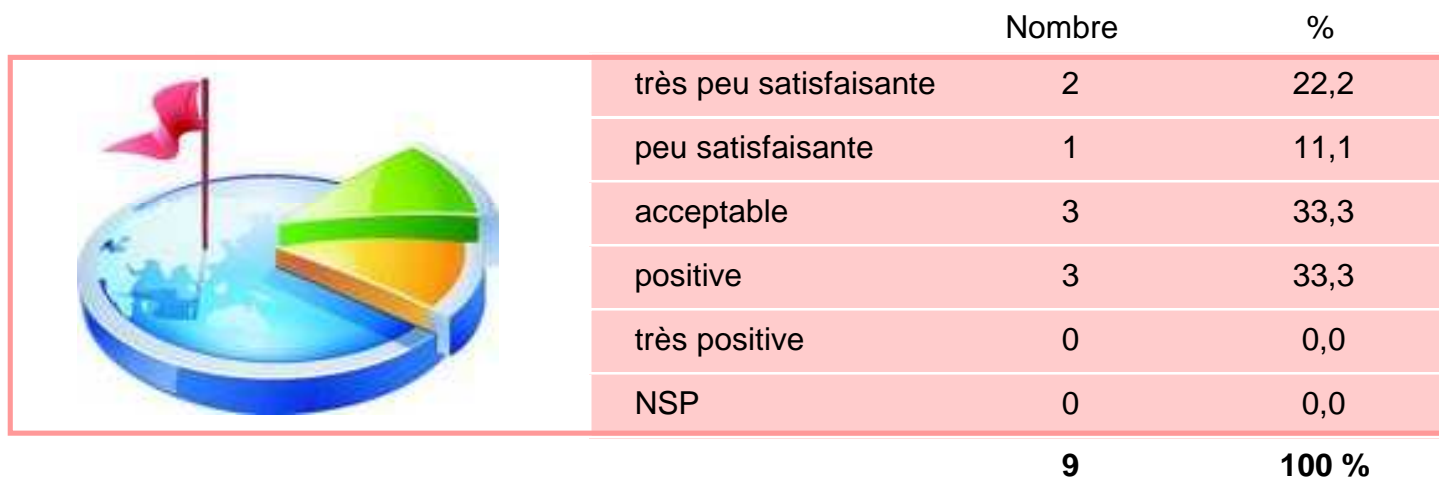 Nombre %
très peu satisfaisante 2 22,2
peu satisfaisante 1 11,1
acceptable 3 33,3
positive 3 33,3
très positive 0 0,0
NSP 0 0,0
9 100 %